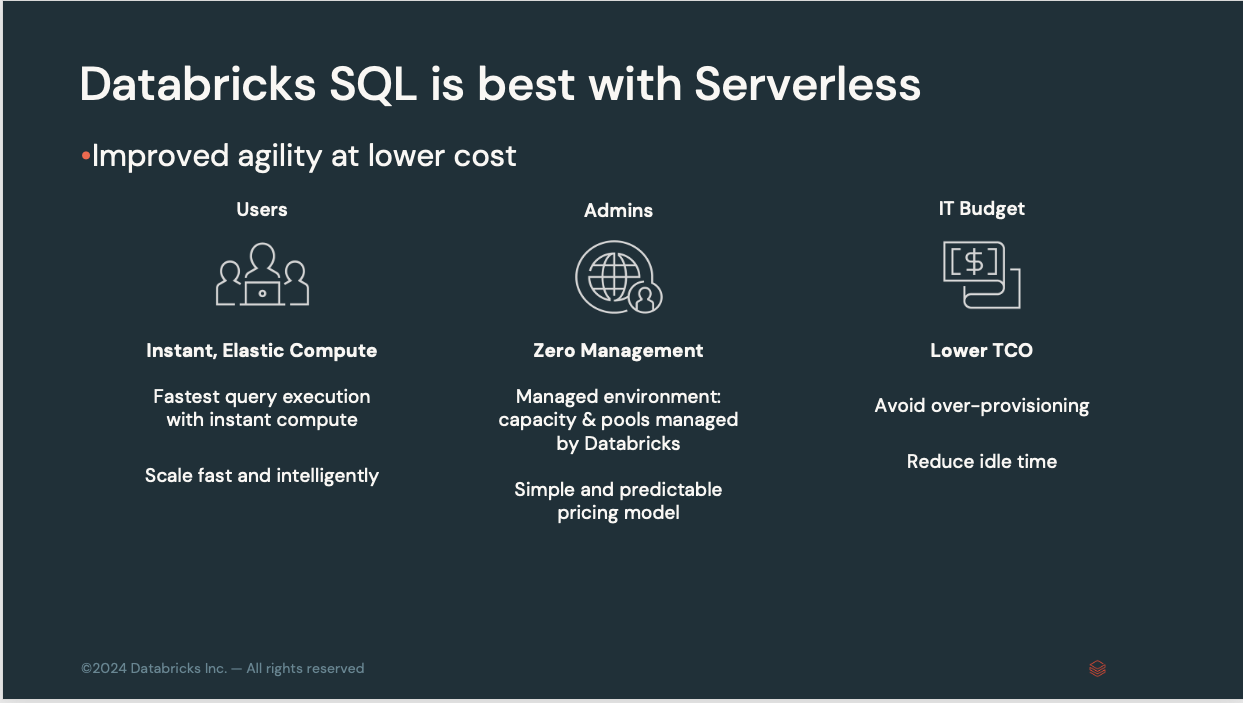 Databricks SQL is best with Serverless
•Improved agility at lower cost
Users
Instant, Elastic Compute
Fastest query execution
with instant compute
Scale fast and intelligently
Admins
Zero Management
Managed environment:
capacity & pools managed
by Databricks
Simple and predictable
pricing model
IT Budget
[$]
Lower TCO
Avoid over-provisioning
Reduce idle time
©2024 Databricks Inc. — All rights reserved